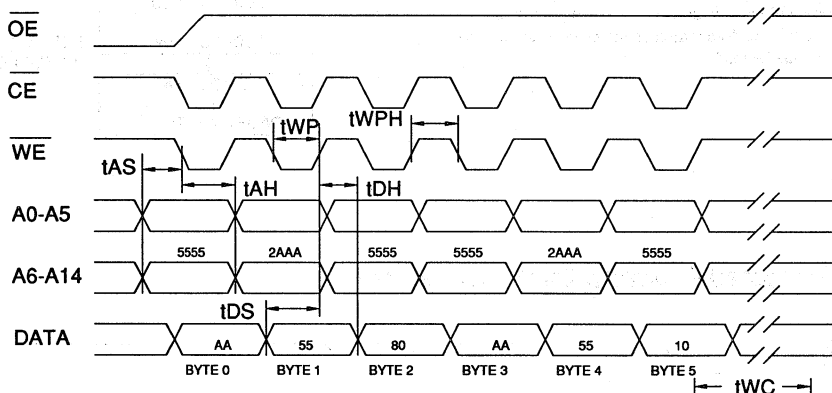 OE
CE
tWP
tWPH
WE
tAS
tAH
tDH
A0-A5
5555 2AAA 5555 5555 2AAA 5555
A6-A14
tDS
DATA
AA 55 80 AA 55 10
BYTE 0 BYTE 1 BYTE 2 BYTE 3 BYTE 4 BYTE 5
tWC